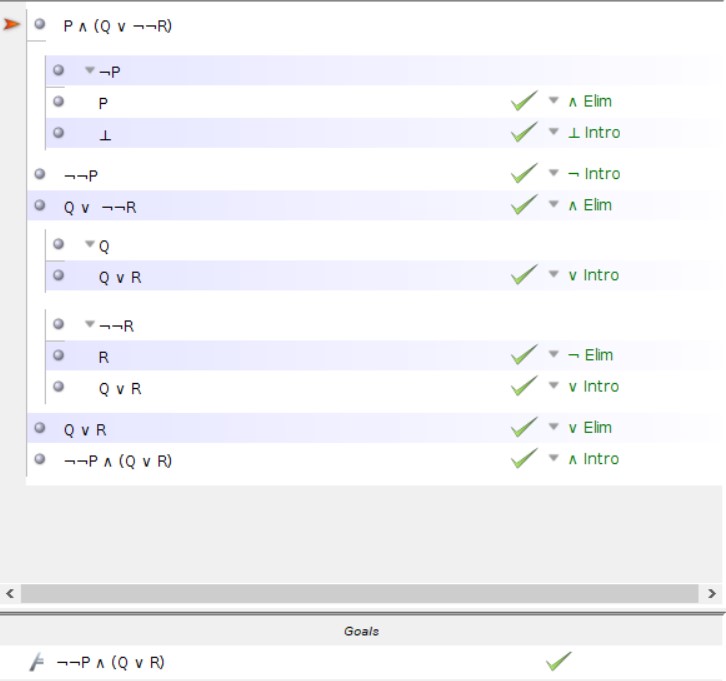 P ∧ (Q ∨ ¬¬R)
¬P
P ∧ Elim
⊥ ⊥ Intro
¬¬P ¬ Intro
Q ∨ ¬¬R ∧ Elim
Q
Q ∨ R ∨ Intro
¬¬R
R ¬ Elim
Q ∨ R ∨ Intro
Q ∨ R ∨ Elim
¬¬P ∧ (Q ∨ R) ∧ Intro
Goals
¬¬P ∧ (Q ∨ R)